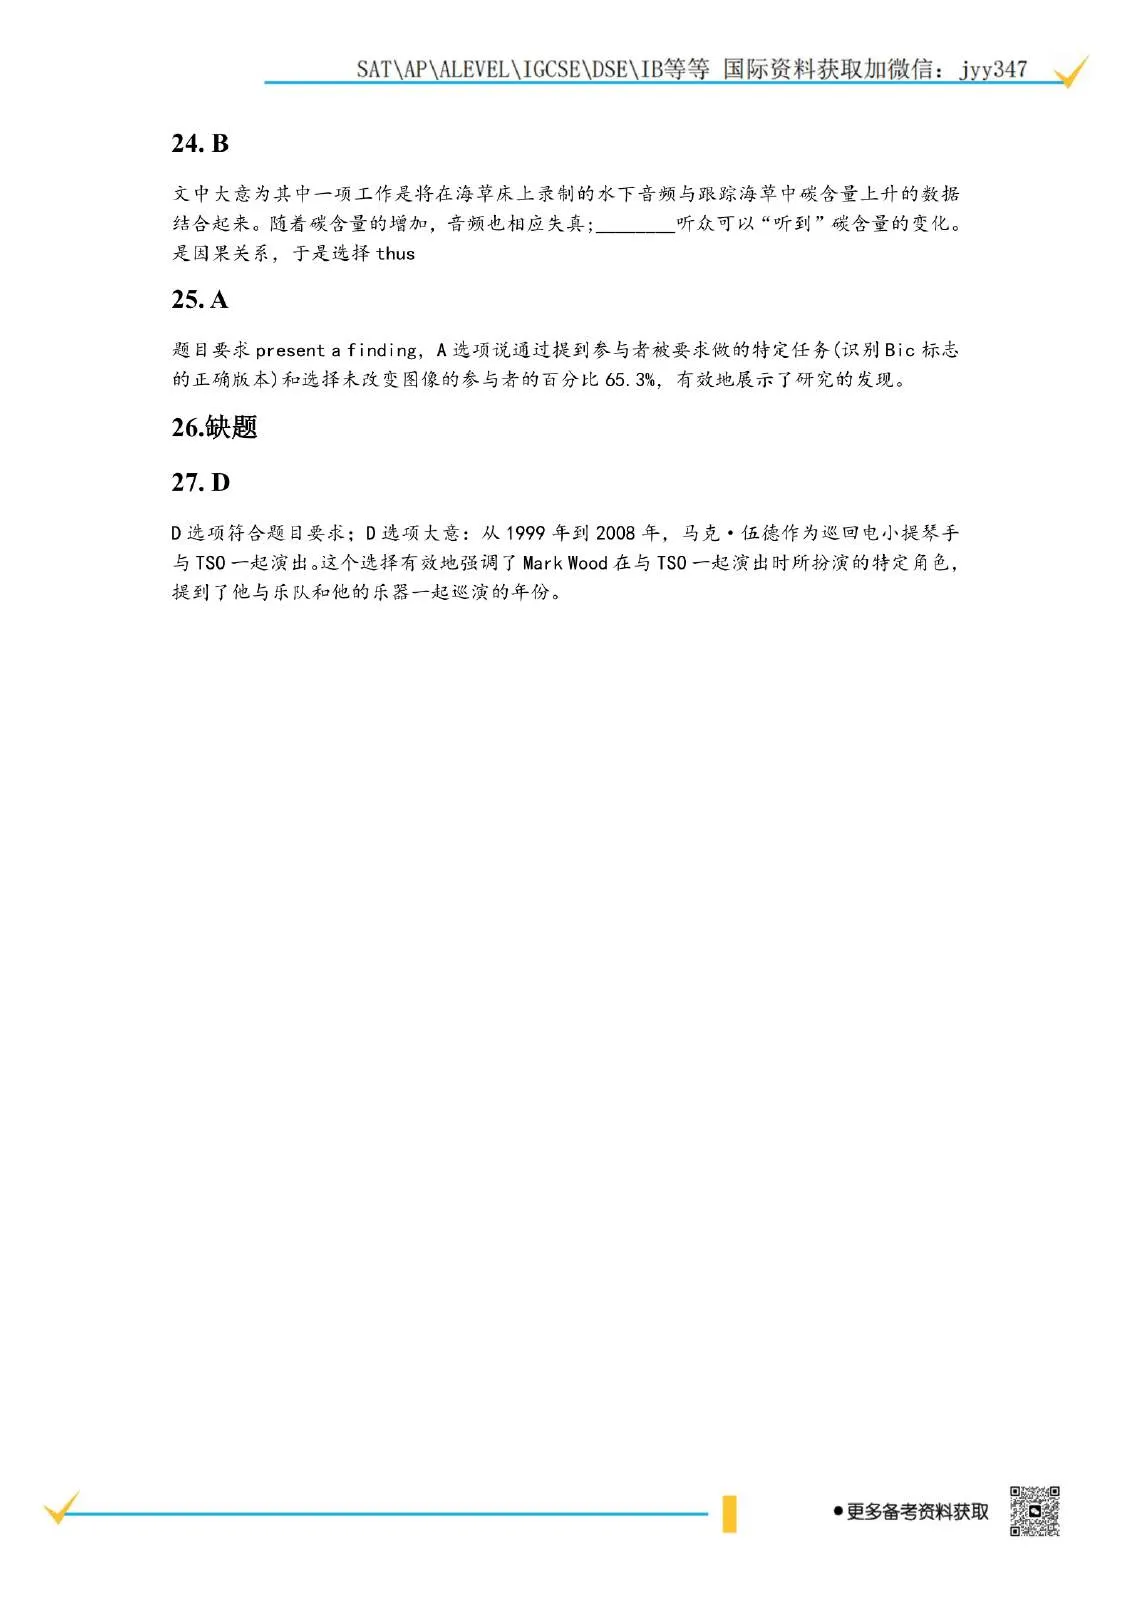 SAT\AP\ALEVEL\IGCSE\DSE\IB等等 国际资料获取加微信：jyy347
24. B
文中大意为其中一项工作是将在海草床上录制的水下音频与跟踪海草中碳含量上升的数据
结合起来。随着碳含量的增加，音频也相应失真;________听众可以“听到”碳含量的变化。
是因果关系，于是选择 thus
25. A
题目要求 present a finding，A 选项说通过提到参与者被要求做的特定任务(识别 Bic 标志
的正确版本)和选择未改变图像的参与者的百分比 65.3%，有效地展示了研究的发现。
26.缺题
27. D
D 选项符合题目要求；D 选项大意：从 1999 年到 2008 年，马克·伍德作为巡回电小提琴手
与 TSO 一起演出。这个选择有效地强调了 Mark Wood 在与 TSO 一起演出时所扮演的特定角色，
提到了他与乐队和他的乐器一起巡演的年份。
●更多备考资料获取